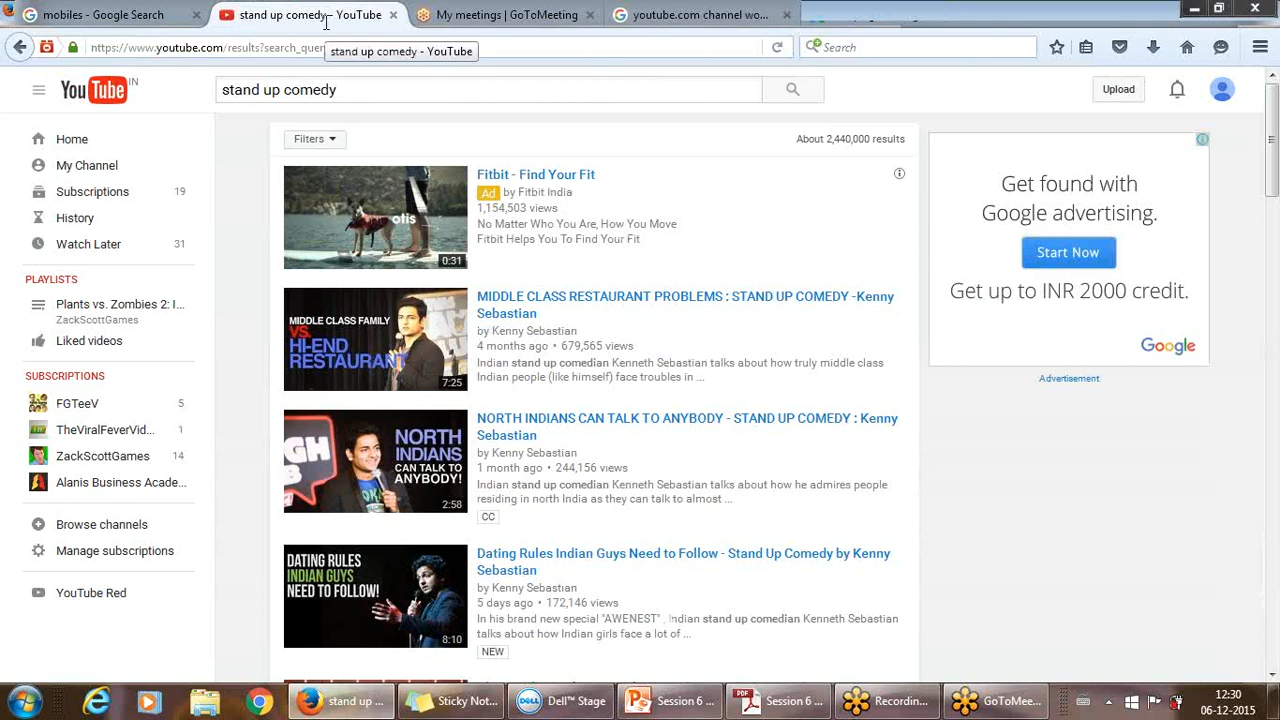 mobiles - Google Search
stand up comedy - YouTube
My meetings | GoToMeeting
youtube.com channel wo...
https://www.youtube.com/results?search_quer
stand up comedy - YouTube
Search
YouTube IN
stand up comedy
Upload
Home
My Channel
Subscriptions 19
History
Watch Later 31
PLAYLISTS
Plants vs. Zombies 2: I...
ZackScottGames
Liked videos
SUBSCRIPTIONS
FGTeeV 5
TheViralFeverVid... 1
ZackScottGames 14
Alanis Business Acade...
Browse channels
Manage subscriptions
YouTube Red
Filters
About 2,440,000 results
otis
0:31
Fitbit - Find Your Fit
Ad by Fitbit India
1,154,503 views
No Matter Who You Are, How You Move
Fitbit Helps You To Find Your Fit
MIDDLE CLASS FAMILY
VS.
HI-END
RESTAURANT
7:25
MIDDLE CLASS RESTAURANT PROBLEMS : STAND UP COMEDY -Kenny
Sebastian
by Kenny Sebastian
4 months ago • 679,565 views
Indian stand up comedian Kenneth Sebastian talks about how truly middle class
Indian people (like himself) face troubles in ...
NORTH
INDIANS
CAN TALK TO
ANYBODY!
2:58
NORTH INDIANS CAN TALK TO ANYBODY - STAND UP COMEDY : Kenny
Sebastian
by Kenny Sebastian
1 month ago • 244,156 views
Indian stand up comedian Kenneth Sebastian talks about how he admires people
residing in north India as they can talk to almost ...
CC
DATING RULES
INDIAN GUYS
NEED TO FOLLOW!
8:10
Dating Rules Indian Guys Need to Follow - Stand Up Comedy by Kenny
Sebastian
by Kenny Sebastian
5 days ago • 172,146 views
In his brand new special "AWENEST" , Indian stand up comedian Kenneth Sebastian
talks about how Indian girls face a lot of ...
NEW
Get found with
Google advertising.
Start Now
Get up to INR 2000 credit.
Google
Advertisement
stand up ...
Sticky No...
DELL Dell™ Stage
Session 6 ...
PDF Session 6 ...
Recordin...
GoToMee...
12:30
06-12-2015